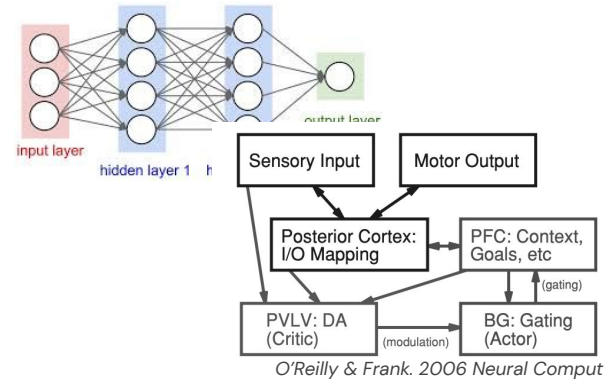 output layer
input layer
hidden layer 1 h
Sensory Input
Motor Output
Posterior Cortex:
I/O Mapping
PFC: Context,
Goals, etc
(gating)
PVLV: DA
(Critic)
(modulation)
BG: Gating
(Actor)
O'Reilly & Frank. 2006 Neural Comput